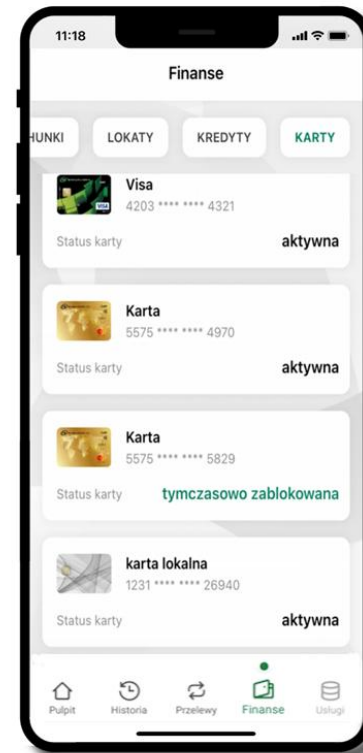 11:18
Finanse
HUNKI LOKATY KREDYTY KARTY
Visa
4203 **** **** 4321
VISA
Status karty aktywna
Karta
5575 **** **** 4970
Status karty aktywna
Karta
5575 **** **** 5829
Status karty tymczasowo zablokowana
karta lokalna
1231 **** **** 26940
Status karty aktywna
Pulpit Historia Przelewy Finanse Usługi